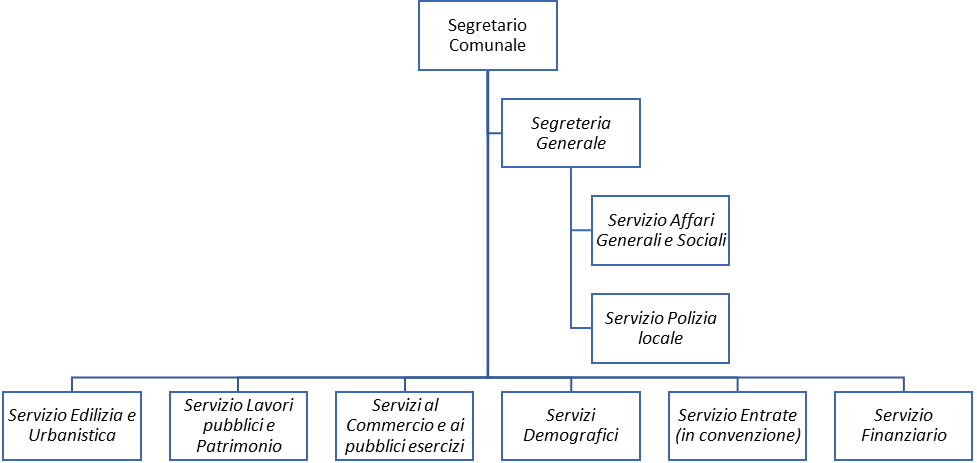 Segretario
Comunale
Segreteria
Generale
Servizio Affari
Generali e Sociali
Servizio Polizia
locale
Servizio Edilizia e
Urbanistica
Servizio Lavori
pubblici e
Patrimonio
Servizi al
Commercio e ai
pubblici esercizi
Servizi
Demografici
Servizio Entrate
(in convenzione)
Servizio
Finanziario